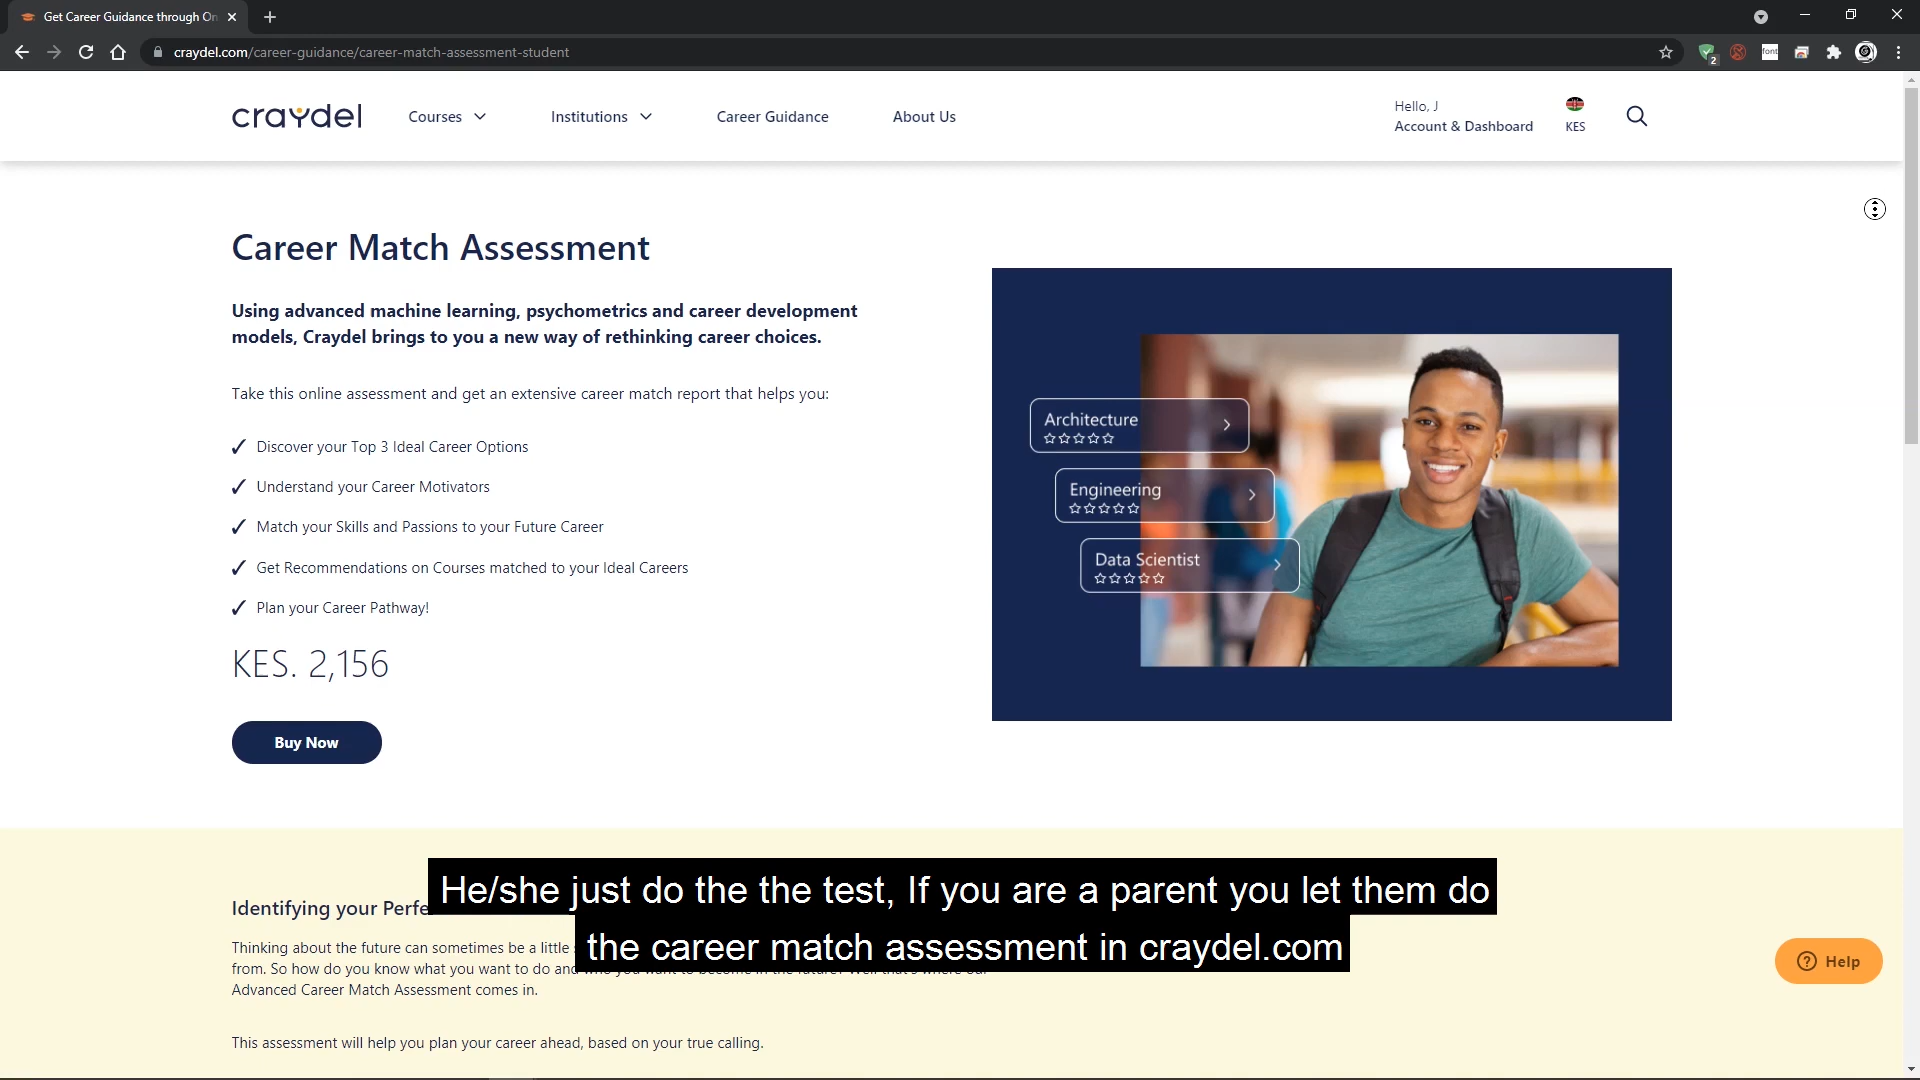 Get Career Guidance through On
craydel.com/career-guidance/career-match-assessment-student
2
font
craydel
Courses
Institutions
Career Guidance
About Us
Hello, J
Account & Dashboard
KES
Career Match Assessment
Using advanced machine learning, psychometrics and career development
models, Craydel brings to you a new way of rethinking career choices.
Take this online assessment and get an extensive career match report that helps you:
✓ Discover your Top 3 Ideal Career Options
✓ Understand your Career Motivators
✓ Match your Skills and Passions to your Future Career
✓ Get Recommendations on Courses matched to your Ideal Careers
✓ Plan your Career Pathway!
KES. 2,156
Buy Now
Architecture
Engineering
Data Scientist
Identifying your Perfe
He/she just do the the test, If you are a parent you let them do
the career match assessment in craydel.com
Thinking about the future can sometimes be a little
from. So how do you know what you want to do and
Advanced Career Match Assessment comes in.
This assessment will help you plan your career ahead, based on your true calling.
Help